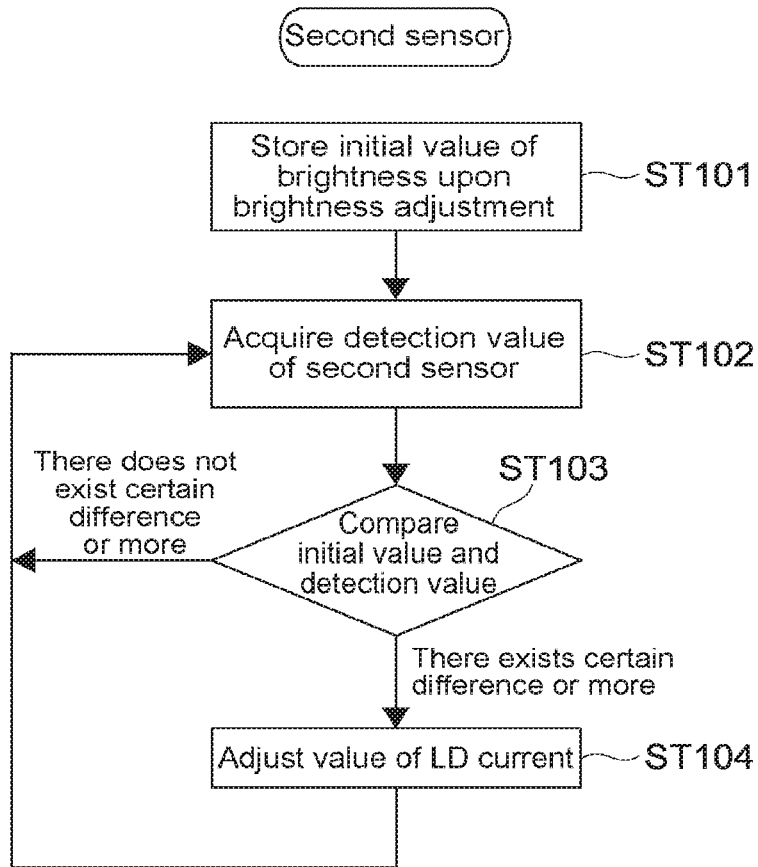 Second sensor
Store initial value of
brightness upon
brightness adjustment
ST101
Acquire detection value
of second sensor
ST102
There does not
exist certain
difference
or more
ST103
Compare
initial value and
detection value
There exists certain
difference or more
Adjust value of LD current
ST104